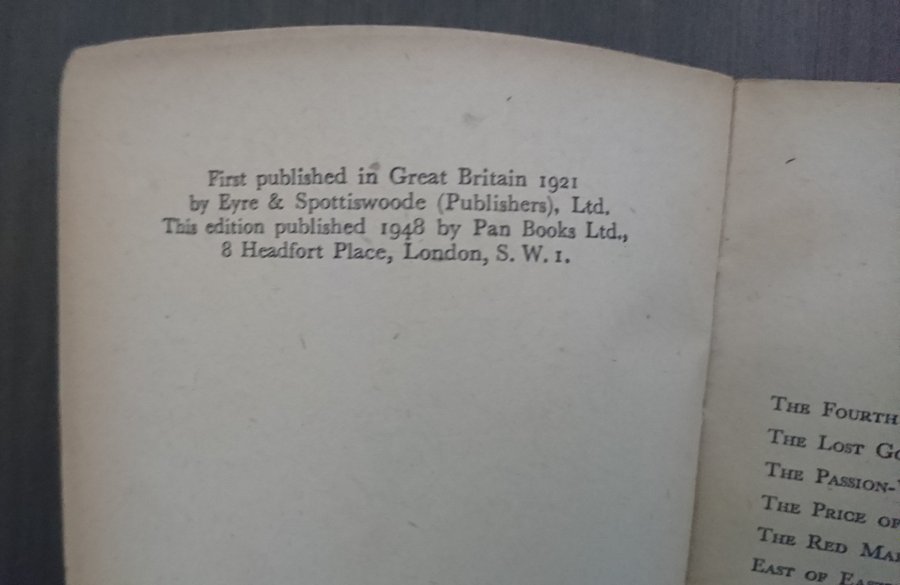 First published in Great Britain 1921
by Eyre & Spottiswoode (Publishers), Ltd.
This edition published 1948 by Pan Books Ltd.,
8 Headfort Place, London, S. W. 1.
THE FOURTH
THE LOST
THE PASSION-
THE PRICE OF
THE RED
EAST OF